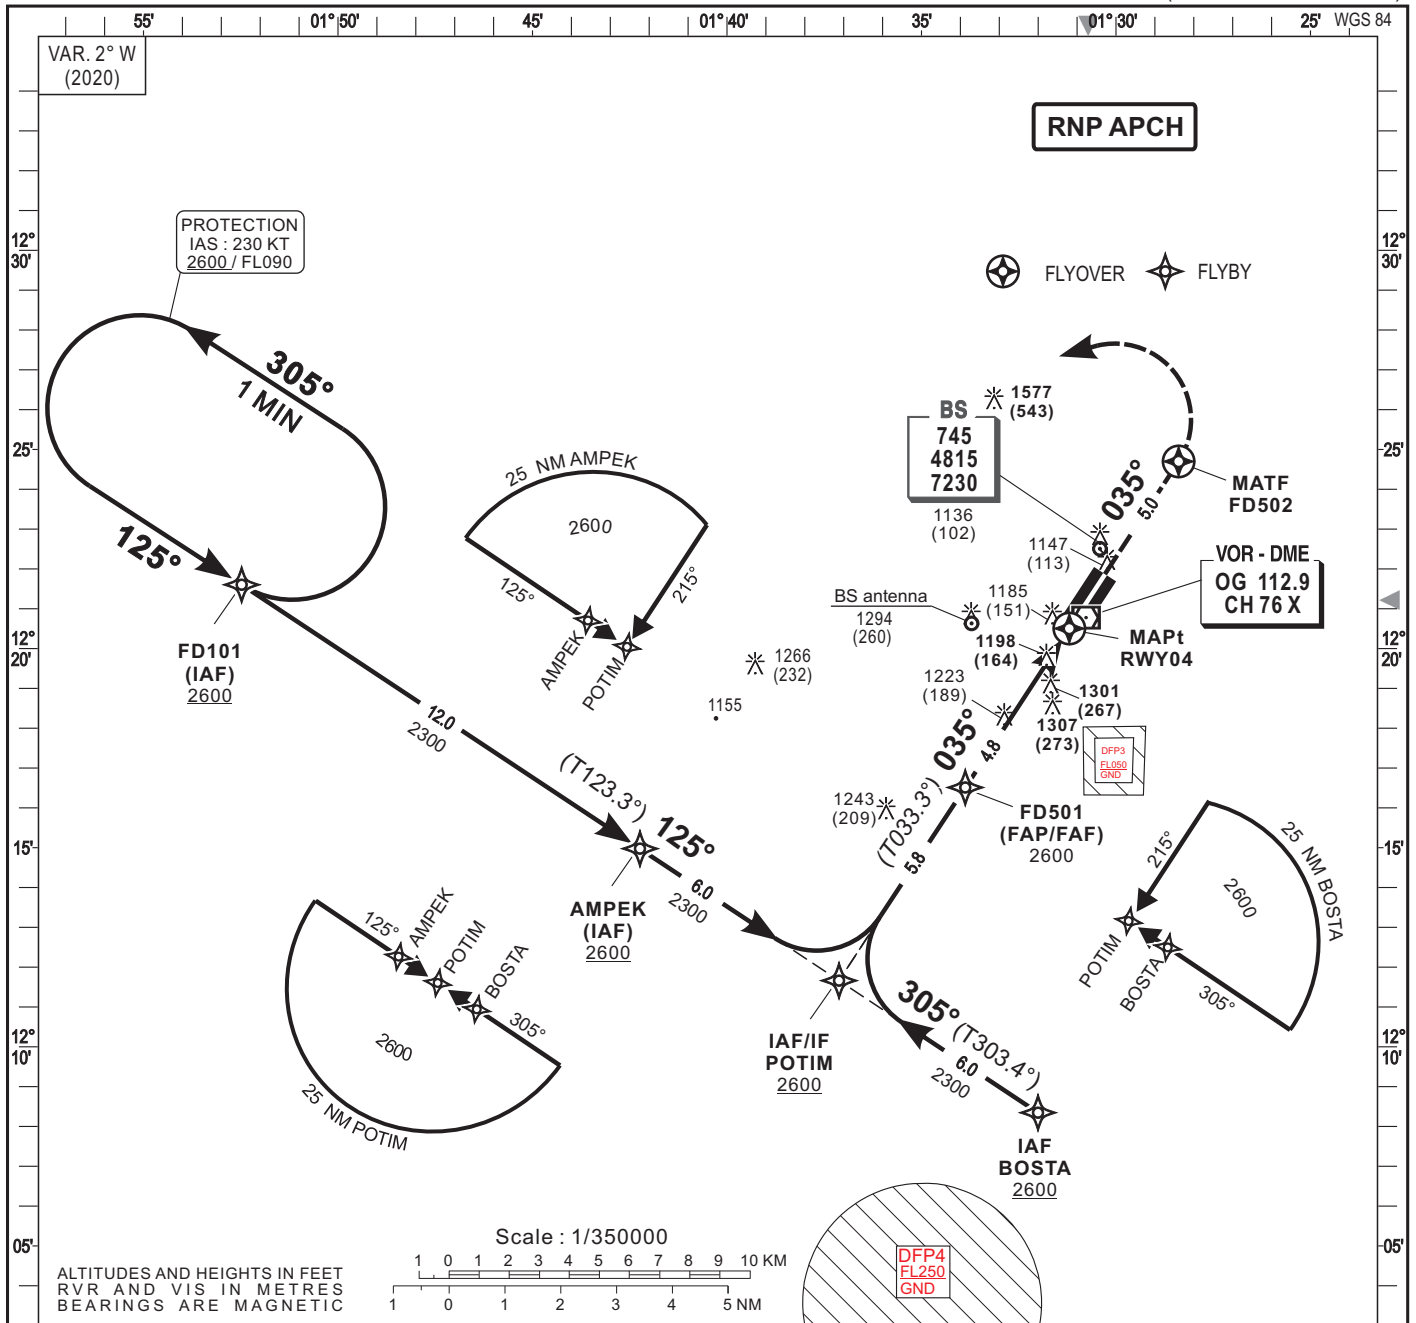 55'
01° 50'
45'
01° 40'
35'
01° 30'
25'
WGS 84
VAR. 2° W
(2020)
RNP APCH
PROTECTION
IAS : 230 KT
2600 / FL090
12°
30'
12°
30'
FLYOVER
FLYBY
305°
1 MIN
125°
1577
(543)
BS
745
4815
7230
1136
(102)
25 NM AMPEK
2600
125°
215°
AMPEK
POTIM
25'
25'
035°
5.0
MATF
FD502
1147
(113)
VOR - DME
OG 112.9
CH 76 X
BS antenna
1294
(260)
1185
(151)
MAPt
RWY04
FD101
(IAF)
2600
12°
20'
12°
20'
1198
(164)
1266
(232)
1223
(189)
1301
(267)
1155
1307
(273)
12.0
2300
035°
4.8
DFP3
FL050
GND
(T123.3°)
125°
1243
(209)
(T033.3°)
5.8
FD501
(FAP/FAF)
2600
15'
15'
6.0
2300
AMPEK
(IAF)
2600
215°
25 NM BOSTA
2600
POTIM
BOSTA
305°
125°
AMPEK
POTIM
BOSTA
305°
2600
25 NM POTIM
305°
(T303.4°)
6.0
2300
IAF/IF
POTIM
2600
12°
10'
12°
10'
IAF
BOSTA
2600
05'
05'
DFP4
FL250
GND
Scale : 1/350000
1 0 1 2 3 4 5 6 7 8 9 10 KM
1 0 1 2 3 4 5 NM
ALTITUDES AND HEIGHTS IN FEET
RVR AND VIS IN METRES
BEARINGS ARE MAGNETIC